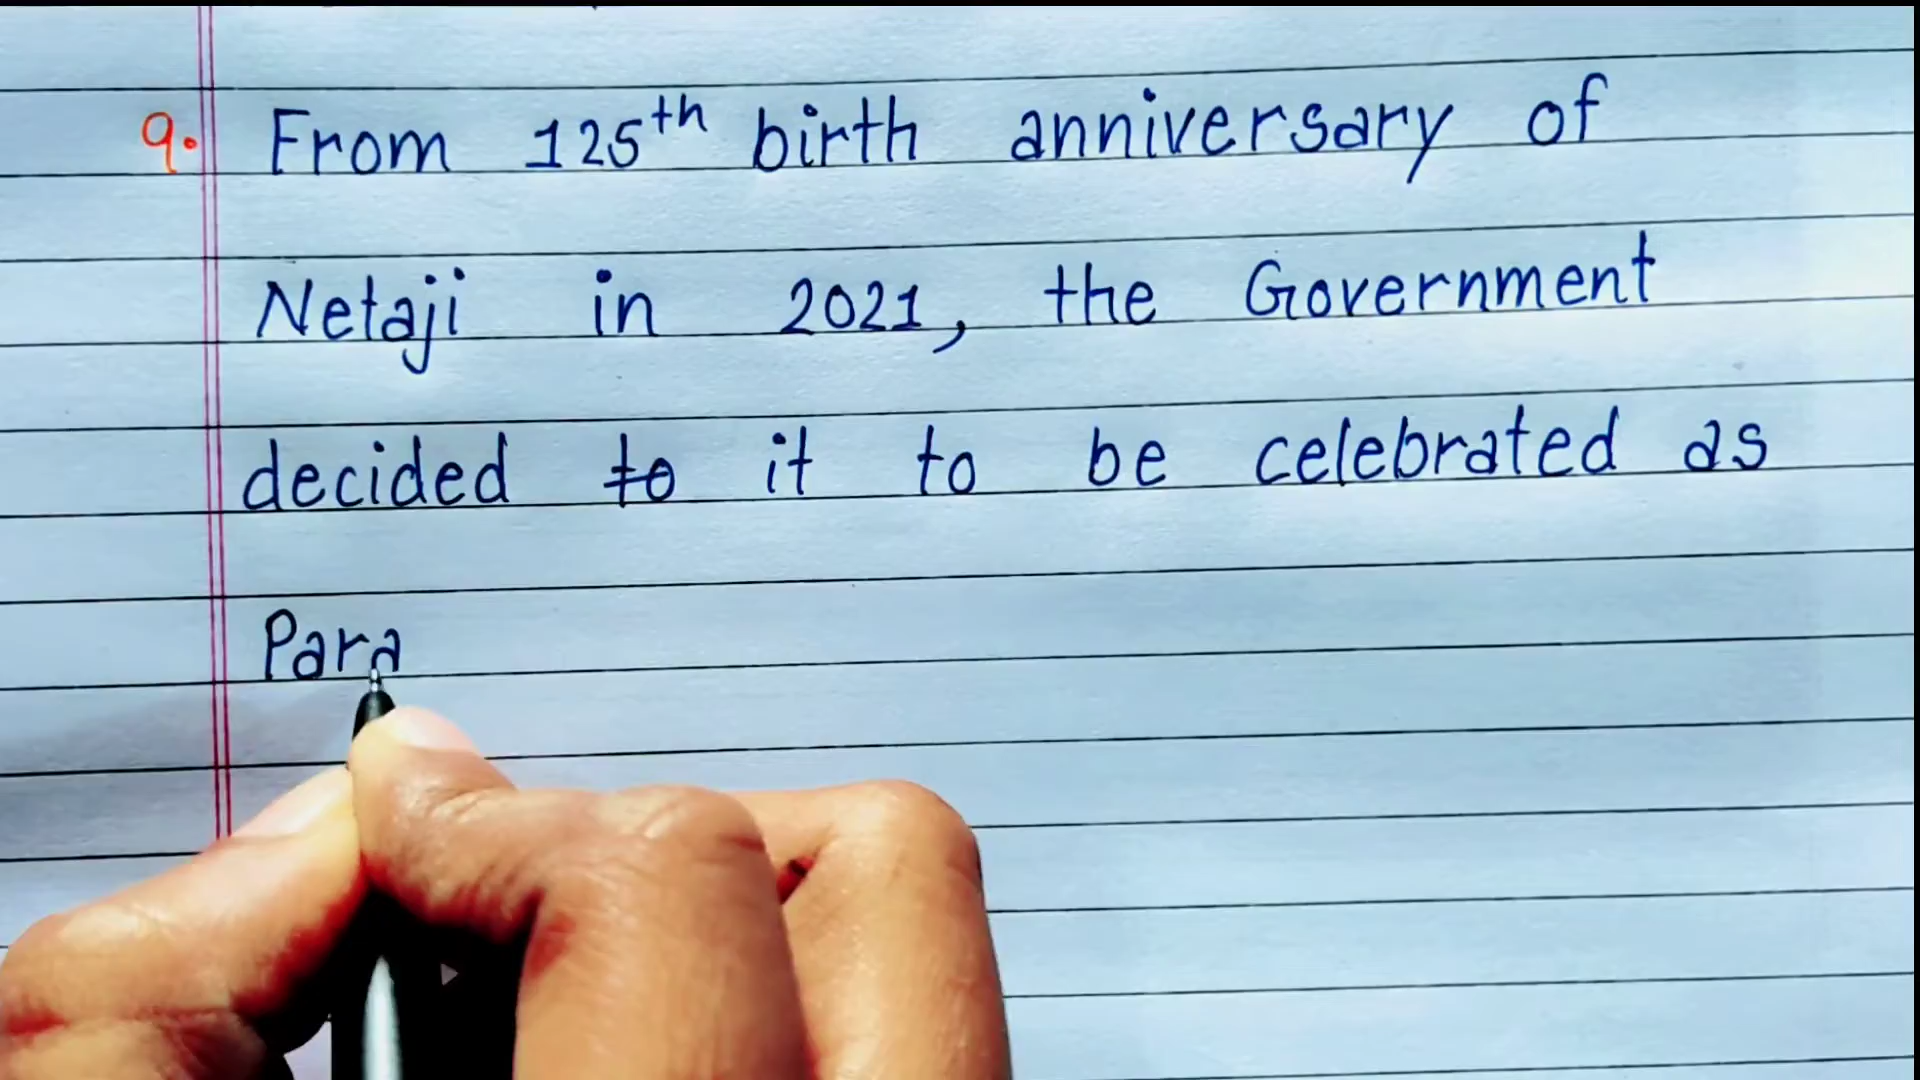 9. From 125th birth anniversary of
Netaji in 2021, the Government
decided to it to be celebrated as
Para